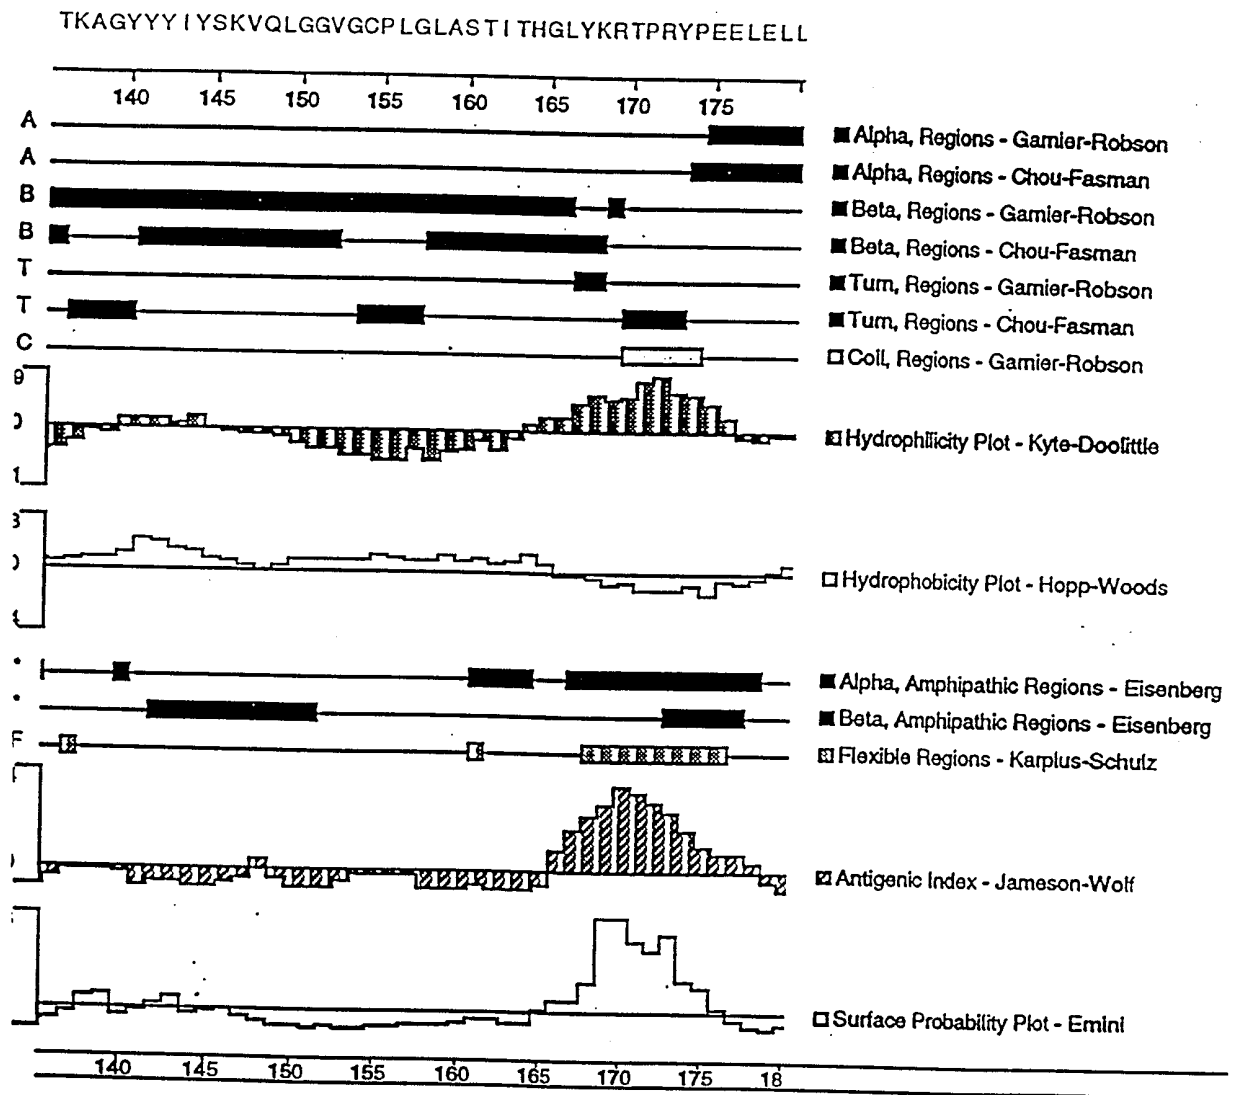 TKAGYYYIYSKVQLGGVGCPLGLASTITHGLYKRTPRYPEELELL
140 145 150 155 160 165 170 175
A Alpha, Regions - Garnier-Robson
A Alpha, Regions - Chou-Fasman
B Beta, Regions - Garnier-Robson
B Beta, Regions - Chou-Fasman
T Turn, Regions - Garnier-Robson
T Turn, Regions - Chou-Fasman
C Coil, Regions - Garnier-Robson
Hydrophilicity Plot - Kyte-Doolittle
Hydrophobicity Plot - Hopp-Woods
Alpha, Amphipathic Regions - Eisenberg
Beta, Amphipathic Regions - Eisenberg
F Flexible Regions - Karplus-Schulz
Antigenic Index - Jameson-Wolf
Surface Probability Plot - Emini
140 145 150 155 160 165 170 175 18